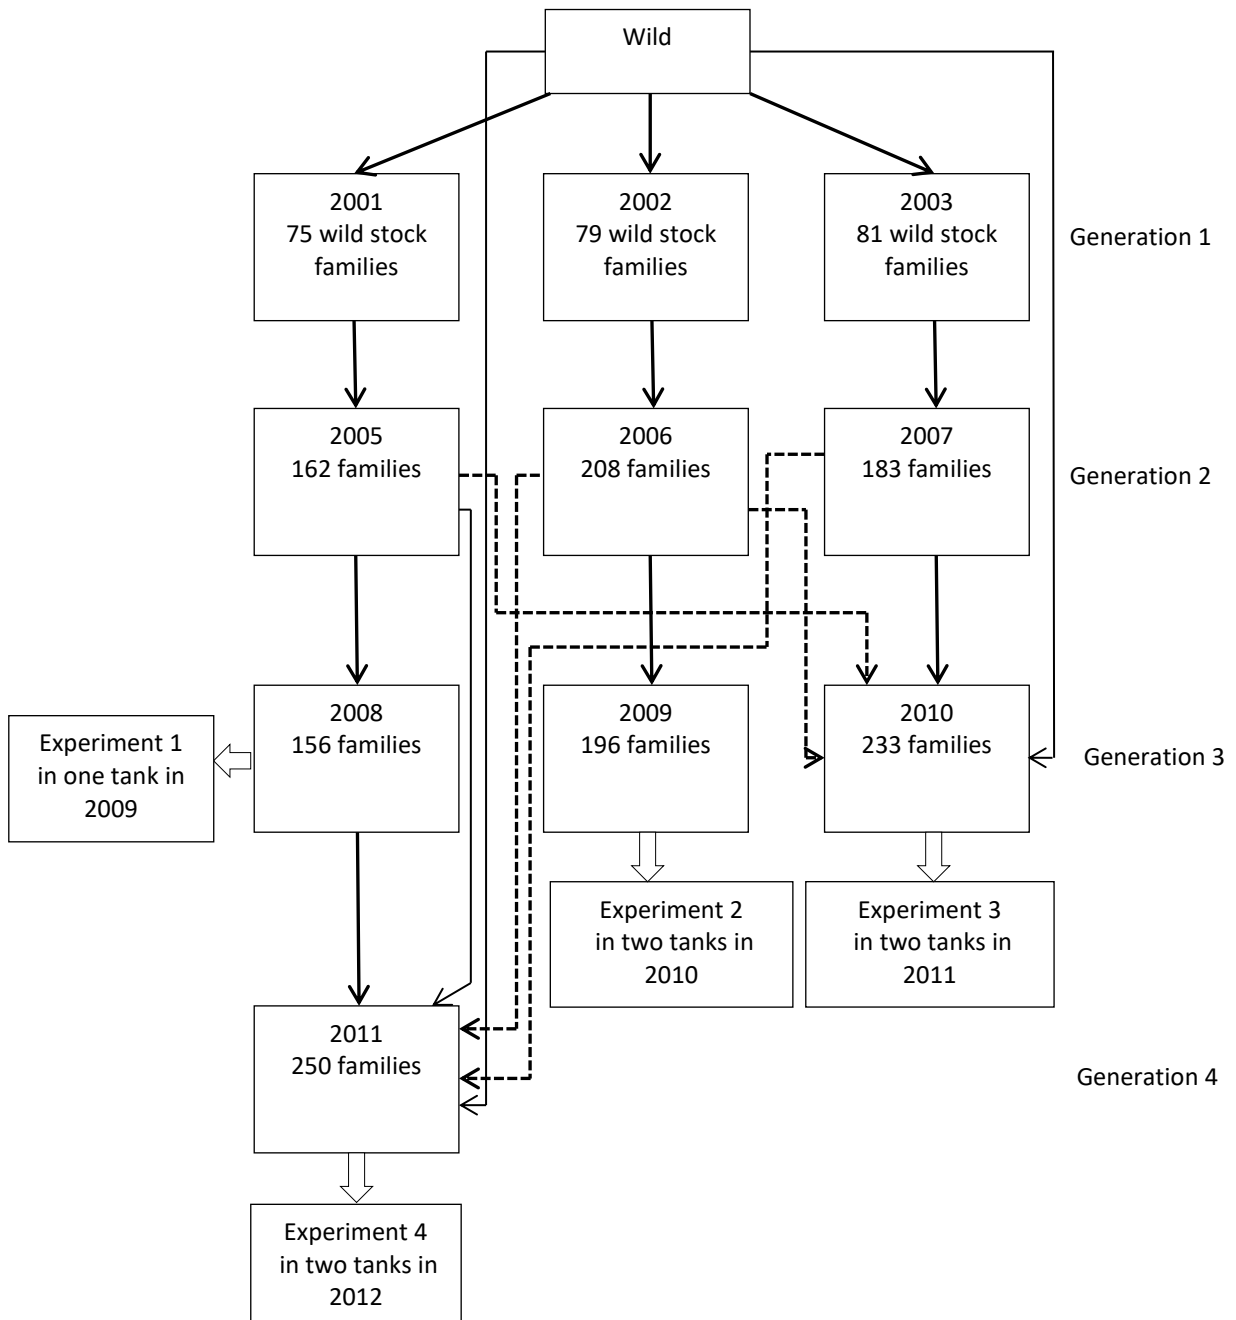 Wild
2001
75 wild stock
families
2002
79 wild stock
families
2003
81 wild stock
families
Generation 1
2005
162 families
2006
208 families
2007
183 families
Generation 2
2008
156 families
2009
196 families
2010
233 families
Generation 3
Experiment 1
in one tank in
2009
Experiment 2
in two tanks in
2010
Experiment 3
in two tanks in
2011
2011
250 families
Generation 4
Experiment 4
in two tanks in
2012